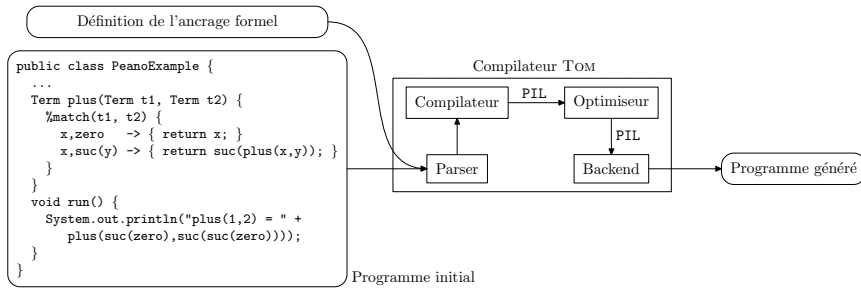 Définition de l'ancrage formel
public class PeanoExample {
  ...
  Term plus(Term t1, Term t2) {
    %match(t1, t2) {
      x,zero   -> { return x; }
      x,suc(y) -> { return suc(plus(x,y)); }
    }
  }
  void run() {
    System.out.println("plus(1,2) = " +
       plus(suc(zero),suc(suc(zero))));
  }
}
Programme initial
Compilateur TOM
Compilateur
PIL
Optimiseur
PIL
Parser
Backend
Programme généré